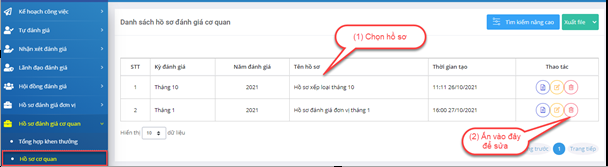 Kế hoạch công việc
Tự đánh giá
Nhận xét đánh giá
Lãnh đạo đánh giá
Hội đồng đánh giá
Hồ sơ đánh giá đơn vị
Hồ sơ đánh giá cơ quan
Tổng hợp khen thưởng
Hồ sơ cơ quan
Danh sách hồ sơ đánh giá cơ quan
Tìm kiếm nâng cao
Xuất file
(1) Chọn hồ sơ
STT Kỳ đánh giá Năm đánh giá Tên hồ sơ Thời gian tạo Thao tác
1 Tháng 10 2021 Hồ sơ xếp loại tháng 10 11:11 26/10/2021
2 Tháng 1 2021 Hồ sơ đánh giá đơn vị tháng 1 16:00 27/10/2021
Hiển thị 10 dữ liệu
(2) Ấn vào đây
để sửa
trước 1 Trang tiếp